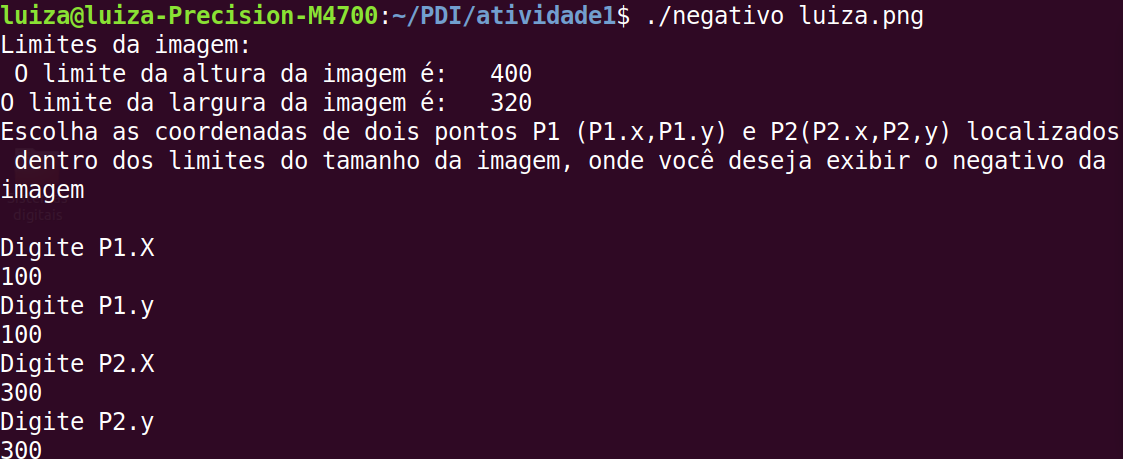 luiza@luiza-Precision-M4700:~/PDI/atividade1$ ./negativo luiza.png
Limites da imagem:
 O limite da altura da imagem é:   400
O limite da largura da imagem é:   320
Escolha as coordenadas de dois pontos P1 (P1.x,P1.y) e P2(P2.x,P2,y) localizados
 dentro dos limites do tamanho da imagem, onde você deseja exibir o negativo da
imagem
digitais
Digite P1.X
100
Digite P1.y
100
Digite P2.X
300
Digite P2.y
300